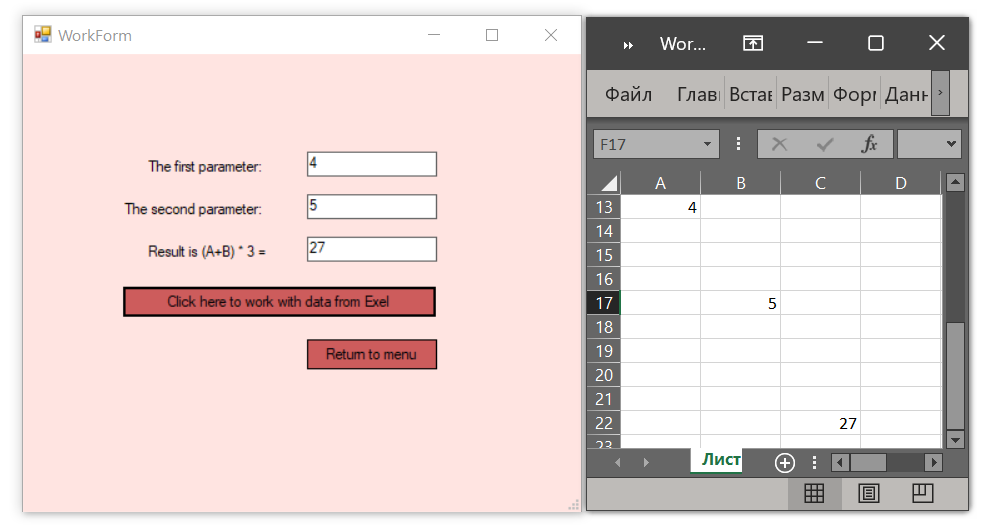 WorkForm
The first parameter: 4
The second parameter: 5
Result is (A+B) * 3 = 27
Click here to work with data from Exel
Return to menu
Wor...
Файл Глав Встав Разм Форм Данн
F17 fx
A B C D
13 4
14
15
16
17 5
18
19
20
21
22 27
23
Лист